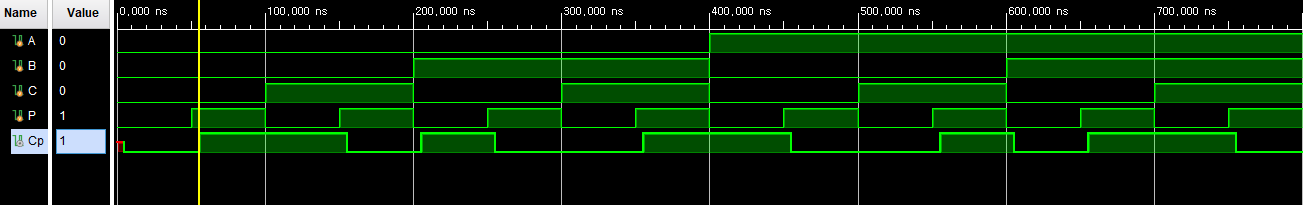 Name Value 0,000 ns 100,000 ns 200,000 ns 300,000 ns 400,000 ns 500,000 ns 600,000 ns 700,000 ns
A 0
B 0
C 0
P 1
Cp 1